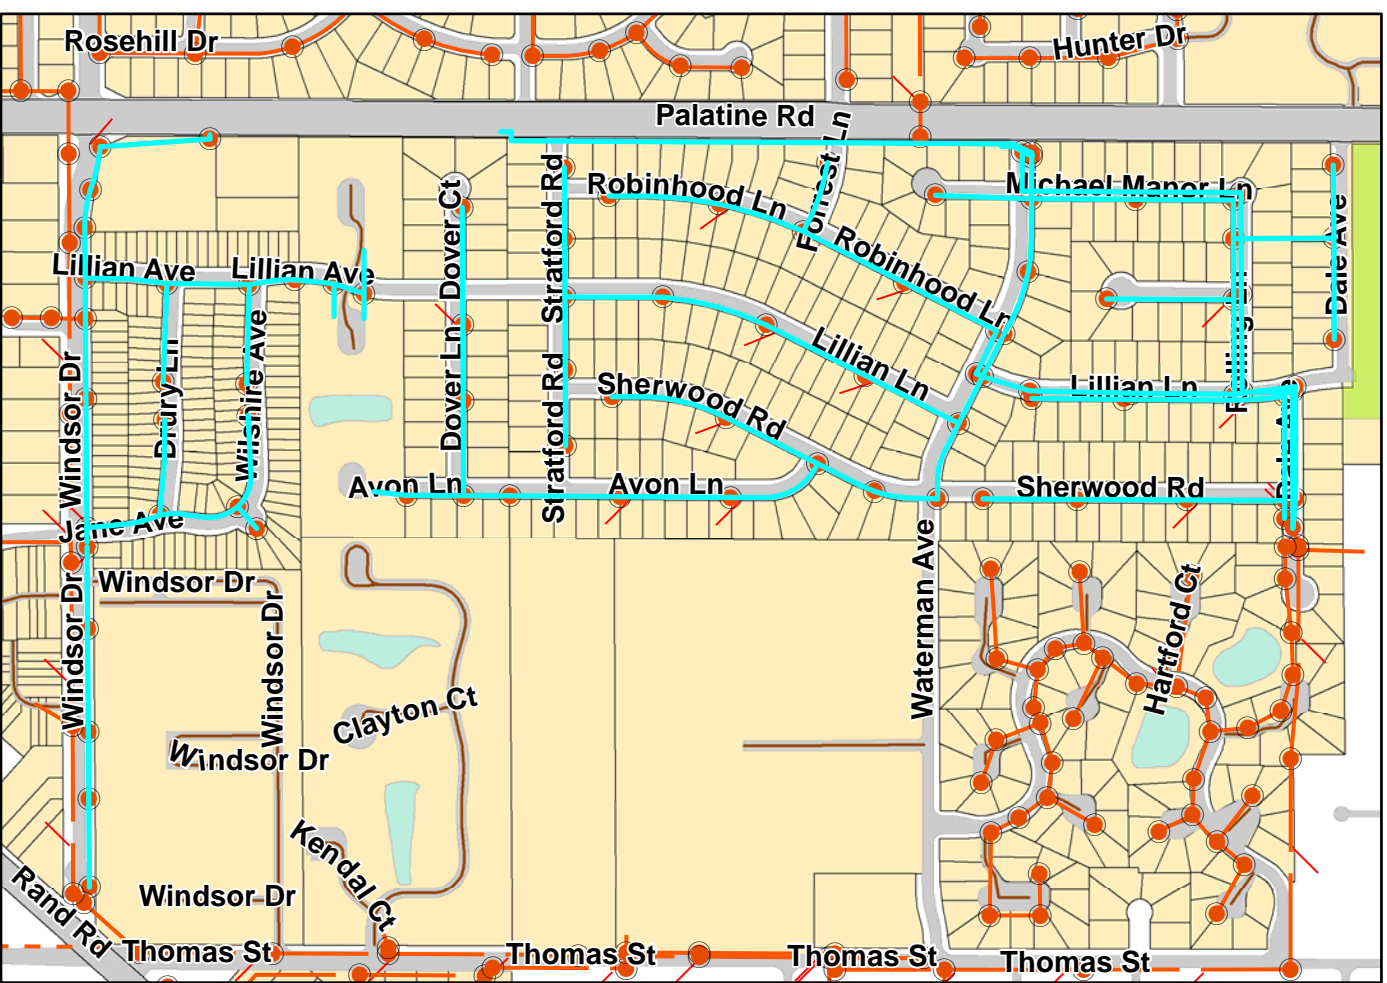 Rosehill Dr
Hunter Dr
Palatine Rd
Forrest Ln
Michael Manor Ln
Robinhood Ln
Robinhood Ln
Dover Ct
Stratford Rd
Dale Ave
Lillian Ave
Lillian Ave
Lillian Ln
Lillian Ln
Windsor Dr
Drury Ln
Wilshire Ave
Dover Ln
Stratford Rd
Sherwood Rd
Avon Ln
Avon Ln
Sherwood Rd
Jane Ave
Windsor Dr
Windsor Dr
Windsor Dr
Waterman Ave
Hartford Ct
Clayton Ct
Windsor Dr
Kendal Ct
Windsor Dr
Rand Rd
Thomas St
Thomas St
Thomas St
Thomas St